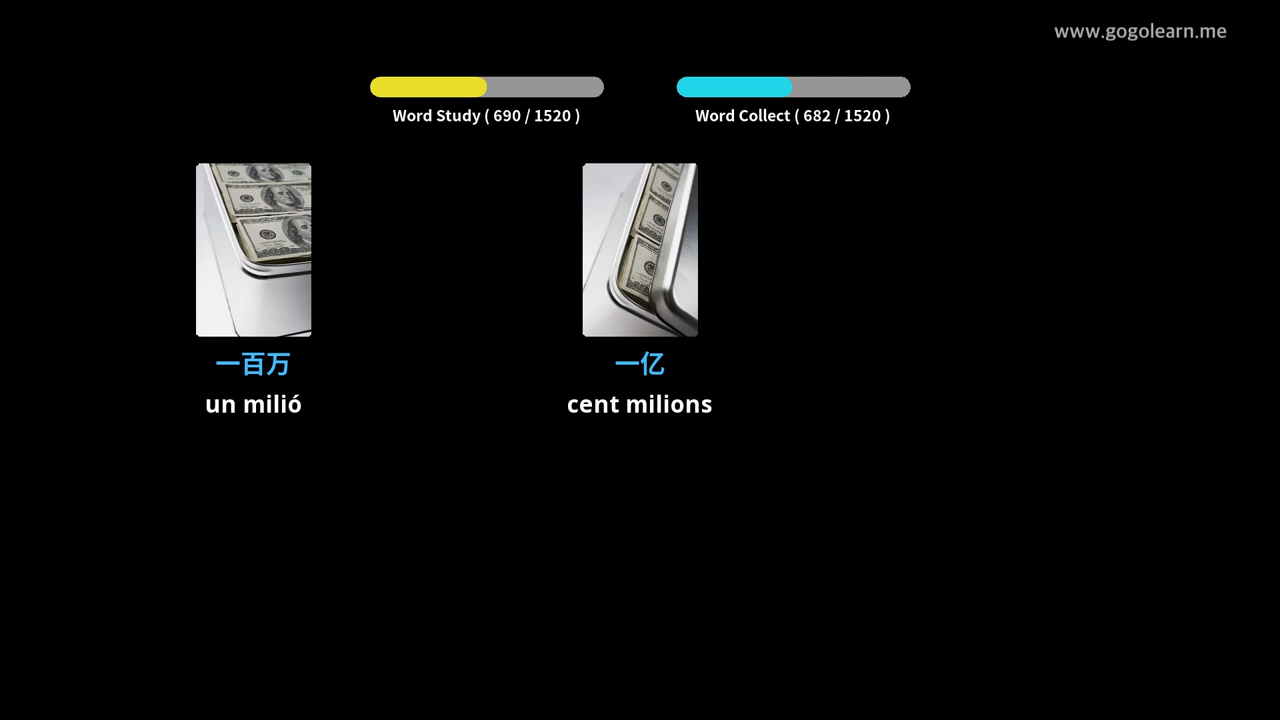 www.gogolearn.me
Word Study ( 690 / 1520 )
Word Collect ( 682 / 1520 )
一百万
un milió
一亿
cent milions